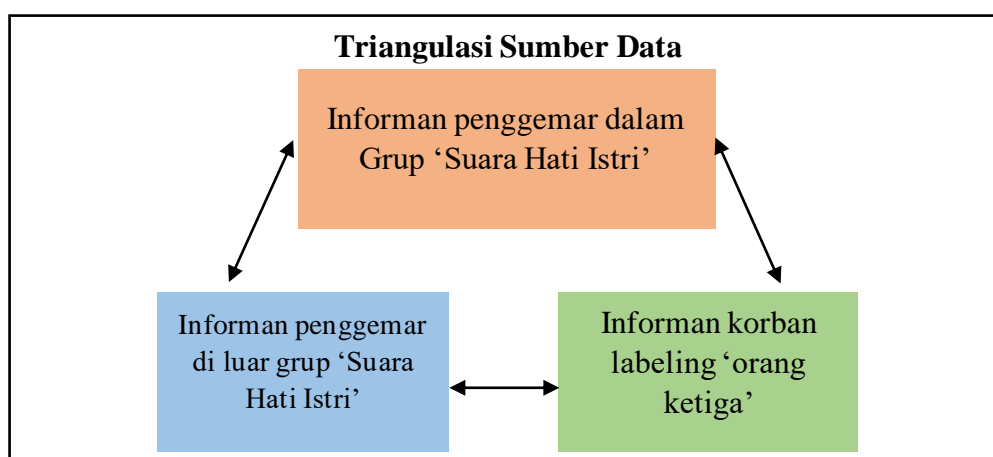 Triangulasi Sumber Data
Informan penggemar dalam
Grup ‘Suara Hati Istri’
Informan penggemar
di luar grup ‘Suara
Hati Istri’
Informan korban
labeling ‘orang
ketiga’